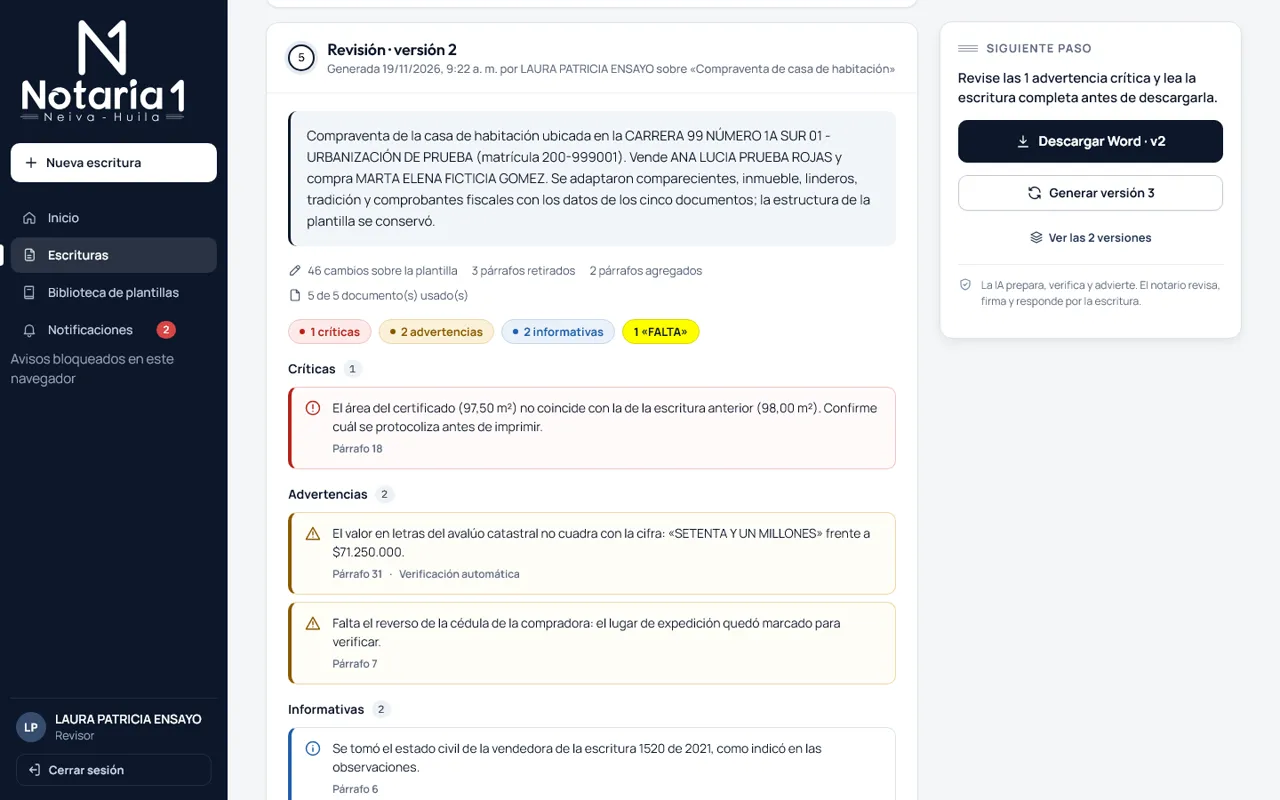 Notaría 1
Neiva - Huila
Nueva escritura
Inicio
Escrituras
Biblioteca de plantillas
Notificaciones 2
Avisos bloqueados en este
navegador
LP LAURA PATRICIA ENSAYO
Revisor
Cerrar sesión
5 Revisión · versión 2
Generada 19/11/2026, 9:22 a. m. por LAURA PATRICIA ENSAYO sobre «Compraventa de casa de habitación»
Compraventa de la casa de habitación ubicada en la CARRERA 99 NÚMERO 1A SUR 01 -
URBANIZACIÓN DE PRUEBA (matrícula 200-999001). Vende ANA LUCIA PRUEBA ROJAS y
compra MARTA ELENA FICTICIA GOMEZ. Se adaptaron comparecientes, inmueble, linderos,
tradición y comprobantes fiscales con los datos de los cinco documentos; la estructura de la
plantilla se conservó.
46 cambios sobre la plantilla 3 párrafos retirados 2 párrafos agregados
5 de 5 documento(s) usado(s)
1 críticas 2 advertencias 2 informativas 1 «FALTA»
Críticas 1
El área del certificado (97,50 m²) no coincide con la de la escritura anterior (98,00 m²). Confirme
cuál se protocoliza antes de imprimir.
Párrafo 18
Advertencias 2
El valor en letras del avalúo catastral no cuadra con la cifra: «SETENTA Y UN MILLONES» frente a
$71.250.000.
Párrafo 31 · Verificación automática
Falta el reverso de la cédula de la compradora: el lugar de expedición quedó marcado para
verificar.
Párrafo 7
Informativas 2
Se tomó el estado civil de la vendedora de la escritura 1520 de 2021, como indicó en las
observaciones.
Párrafo 6
SIGUIENTE PASO
Revise las 1 advertencia crítica y lea la
escritura completa antes de descargarla.
Descargar Word · v2
Generar versión 3
Ver las 2 versiones
La IA prepara, verifica y advierte. El notario revisa,
firma y responde por la escritura.